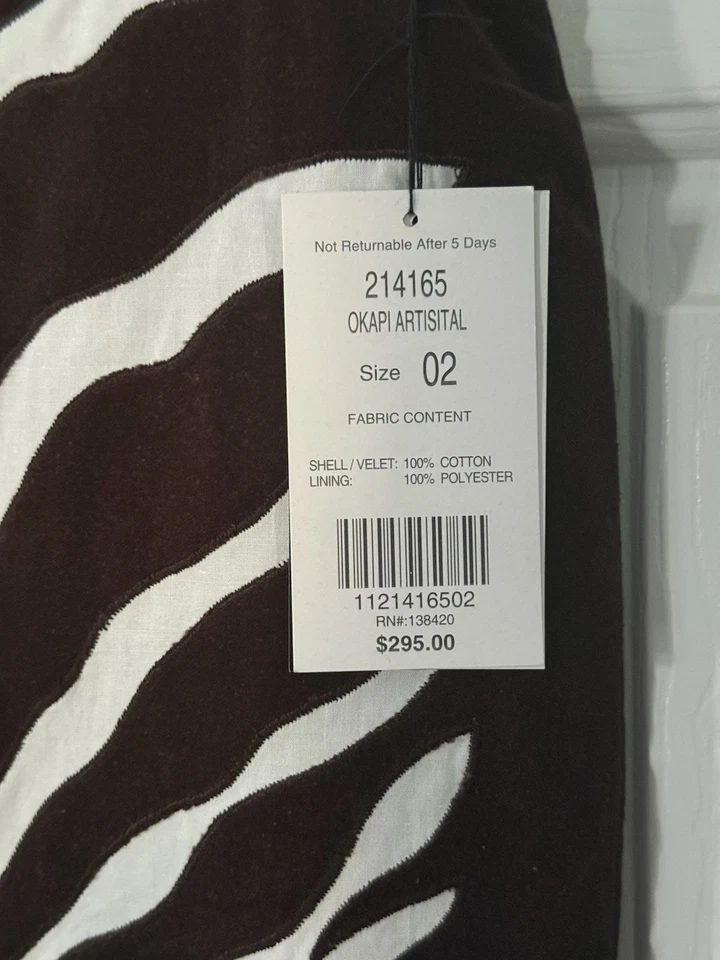 Not Returnable After 5 Days
214165
OKAPI ARTISITAL
Size 02
FABRIC CONTENT
SHELL / VELET: 100% COTTON
LINING: 100% POLYESTER
1121416502
RN#:138420
$295.00